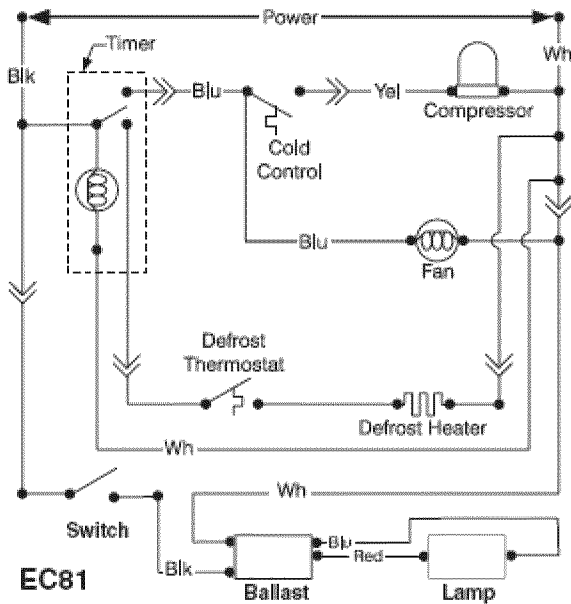 Power
Timer
Wh
Blk
Blu
Yel
Compressor
Cold
Control
Blu
Fan
Defrost
Thermostat
Defrost Heater
Wh
Wh
Switch
Blu
Red
Blk
EC81
Ballast
Lamp